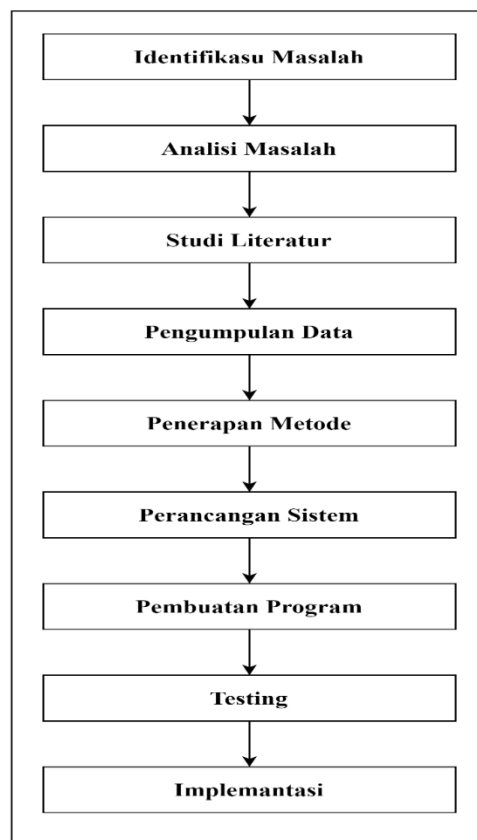 Identifikasu Masalah
Analisi Masalah
Studi Literatur
Pengumpulan Data
Penerapan Metode
Perancangan Sistem
Pembuatan Program
Testing
Implemantasi